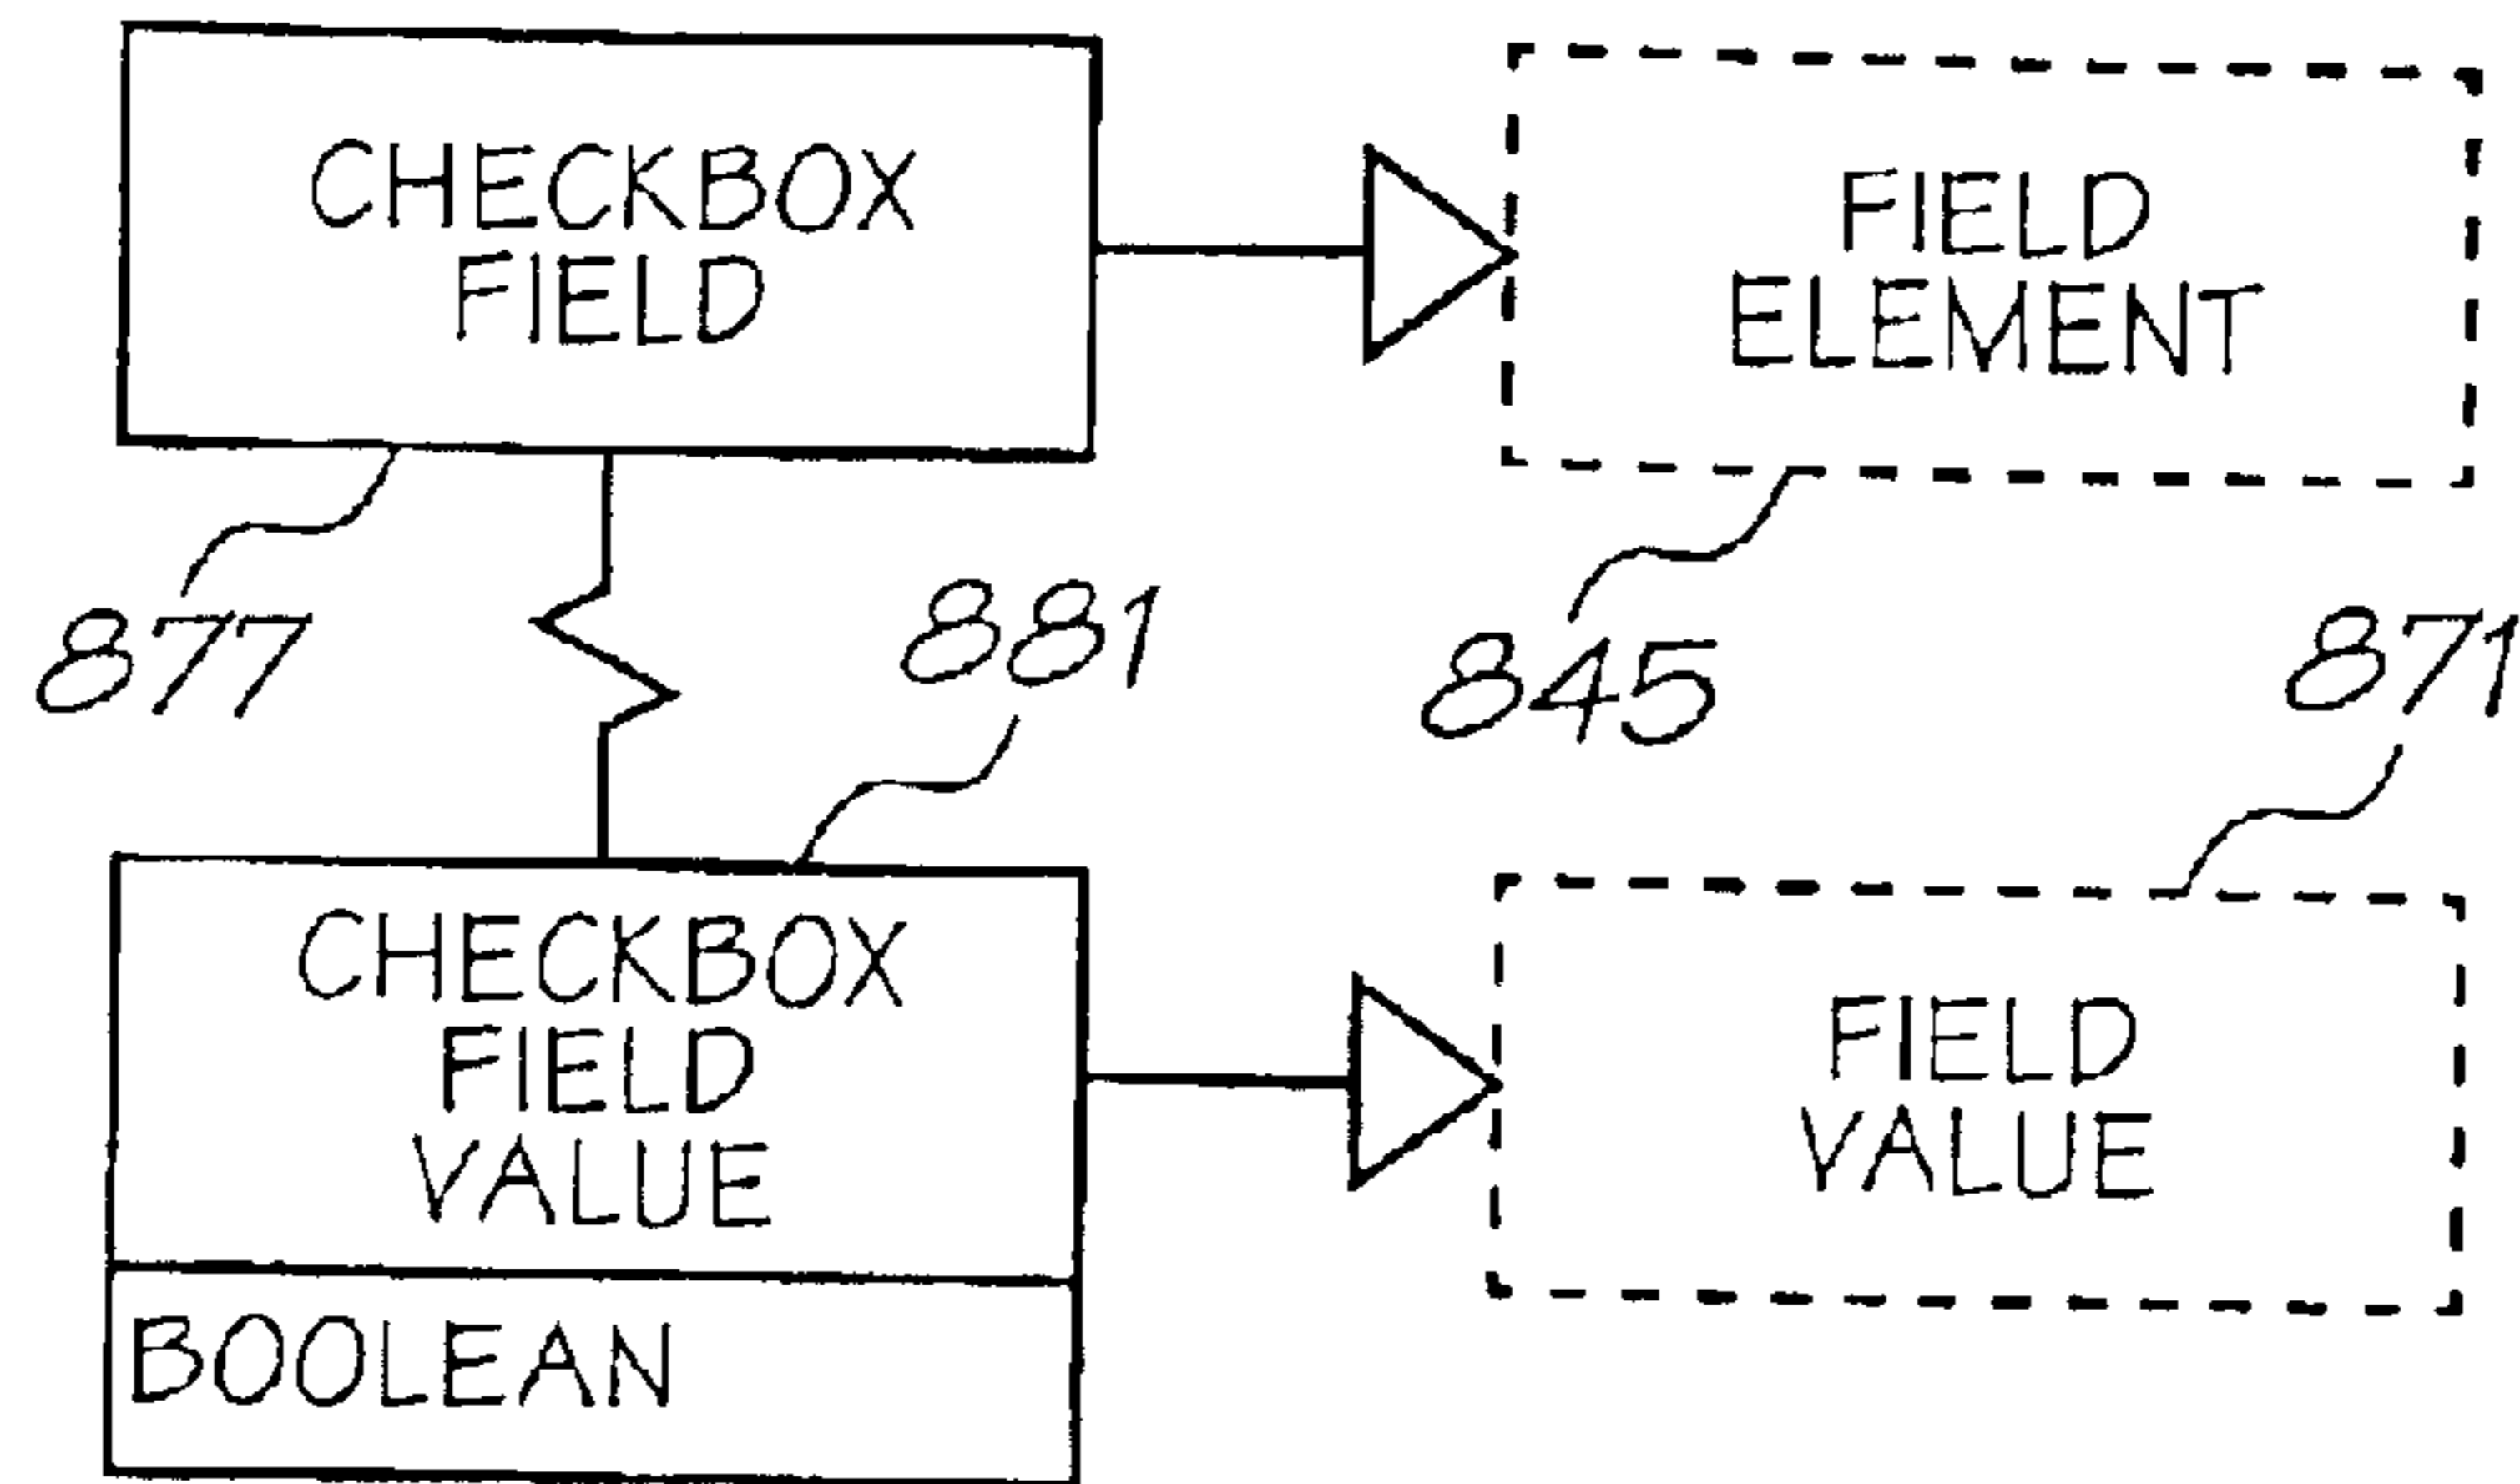 CHECKBOX
FIELD
FIELD
ELEMENT
877
881
845
871
CHECKBOX
FIELD
VALUE
FIELD
VALUE
BOOLEAN